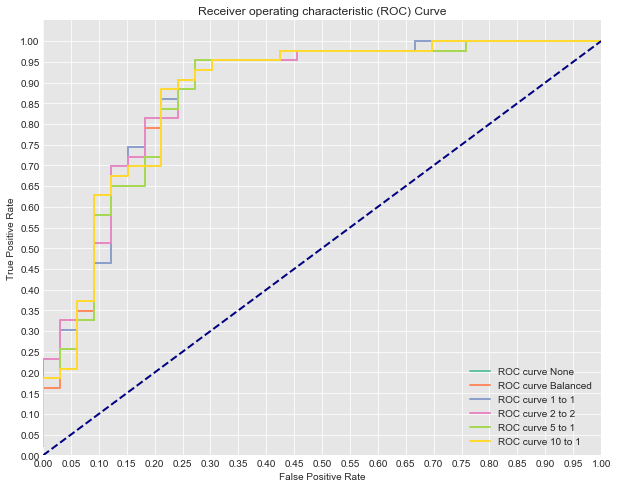 Receiver operating characteristic (ROC) Curve
1.00
0.95
0.90
0.85
0.80
0.75
0.70
0.65
0.60
0.55
0.50
0.45
0.40
0.35
0.30
0.25
0.20
0.15
0.10
0.05
0.00
True Positive Rate
ROC curve None
ROC curve Balanced
ROC curve 1 to 1
ROC curve 2 to 2
ROC curve 5 to 1
ROC curve 10 to 1
0.00 0.05 0.10 0.15 0.20 0.25 0.30 0.35 0.40 0.45 0.50 0.55 0.60 0.65 0.70 0.75 0.80 0.85 0.90 0.95 1.00
False Positive Rate